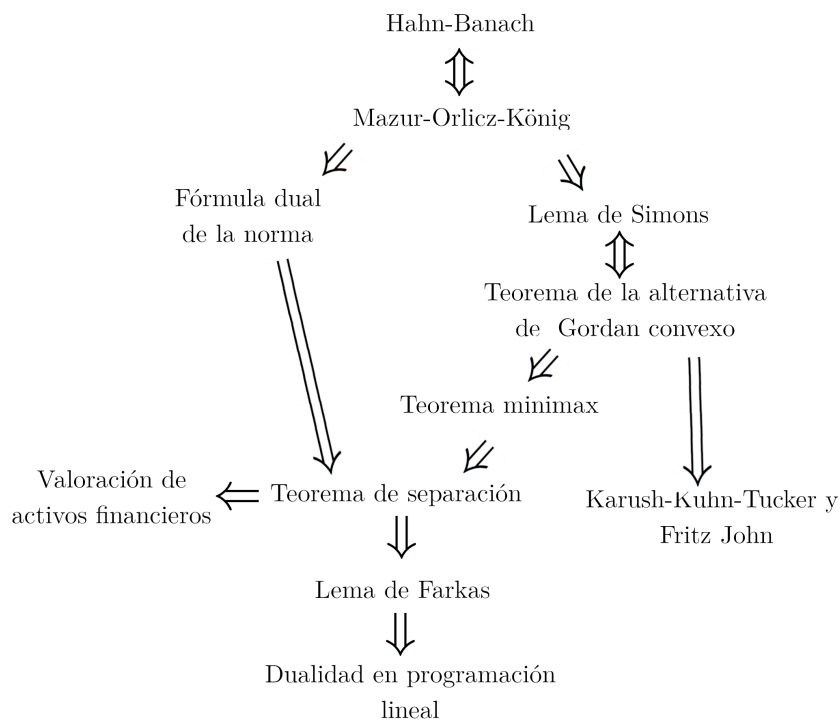 Hahn-Banach
Mazur-Orlicz-König
Fórmula dual
de la norma
Lema de Simons
Teorema de la alternativa
de Gordan convexo
Teorema minimax
Valoración de
activos financieros
Teorema de separación
Karush-Kuhn-Tucker y
Fritz John
Lema de Farkas
Dualidad en programación
lineal